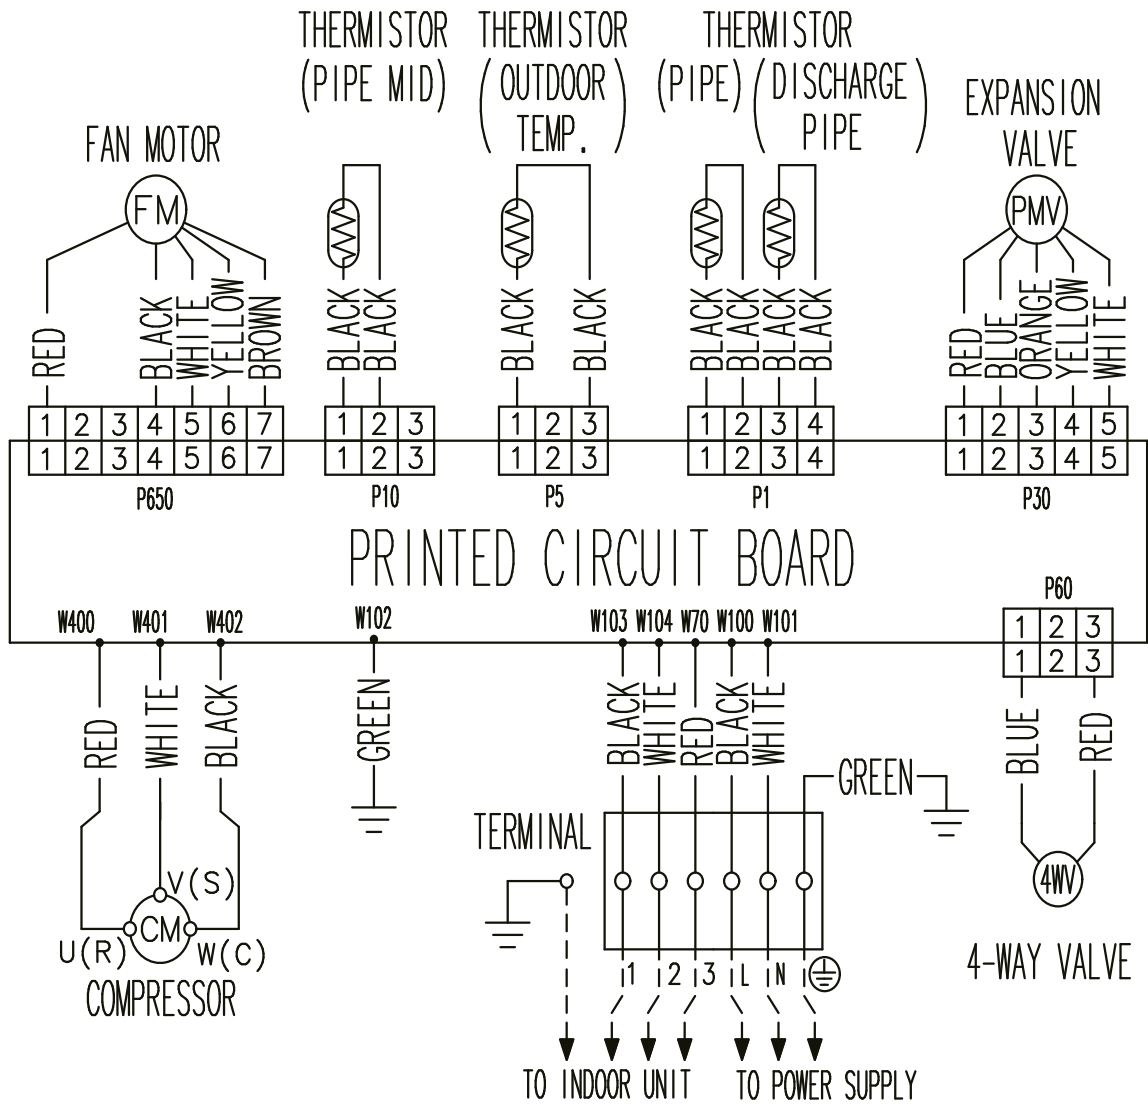 THERMISTOR THERMISTOR THERMISTOR
(PIPE MID) (OUTDOOR TEMP.) (PIPE) (DISCHARGE PIPE)
EXPANSION
VALVE
FAN MOTOR
FM PMV
RED BLACK WHITE YELLOW BROWN
BLACK BLACK
BLACK BLACK
BLACK BLACK BLACK BLACK
RED BLUE ORANGE YELLOW WHITE
1 2 3 4 5 6 7 1 2 3 1 2 3 1 2 3 4 1 2 3 4 5
1 2 3 4 5 6 7 1 2 3 1 2 3 1 2 3 4 1 2 3 4 5
P650 P10 P5 P1 P30
PRINTED CIRCUIT BOARD
P60
W400 W401 W402 W102 W103 W104 W70 W100 W101
1 2 3
1 2 3
RED WHITE BLACK
GREEN
BLACK WHITE RED BLACK WHITE
GREEN
BLUE RED
TERMINAL
V(S)
CM
U(R) W(C)
COMPRESSOR
4WV
4-WAY VALVE
1 2 3 L N
TO INDOOR UNIT TO POWER SUPPLY